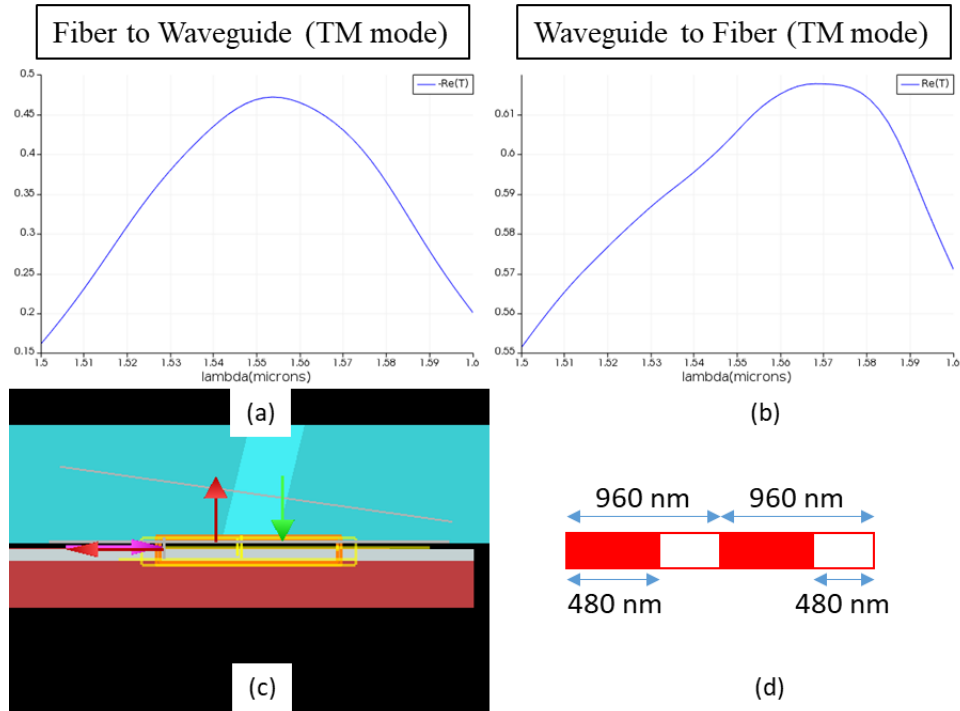 Fiber to Waveguide (TM mode)
Waveguide to Fiber (TM mode)
0.5
0.45
0.4
0.35
0.3
0.25
0.2
0.15
-Re(T)
1.5 1.51 1.52 1.53 1.54 1.55 1.56 1.57 1.58 1.59 1.6
lambda(microns)
0.61
0.6
0.59
0.58
0.57
0.56
0.55
Re(T)
1.5 1.51 1.52 1.53 1.54 1.55 1.56 1.57 1.58 1.59 1.6
lambda(microns)
(a)
(b)
960 nm 960 nm
480 nm 480 nm
(c)
(d)